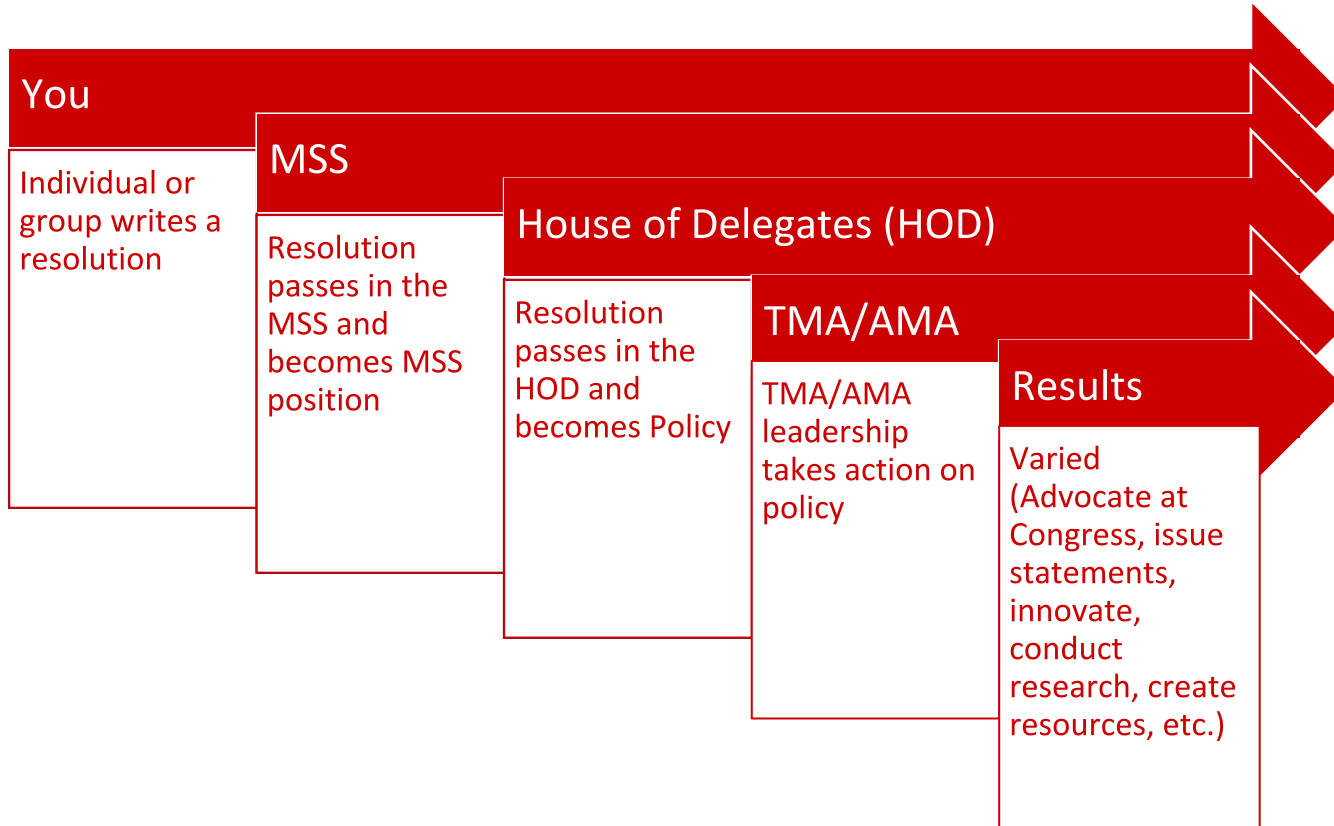 You
Individual or
group writes a
resolution
MSS
Resolution
passes in the
MSS and
becomes MSS
position
House of Delegates (HOD)
Resolution
passes in the
HOD and
becomes Policy
TMA/AMA
TMA/AMA
leadership
takes action on
policy
Results
Varied
(Advocate at
Congress, issue
statements,
innovate,
conduct
research, create
resources, etc.)